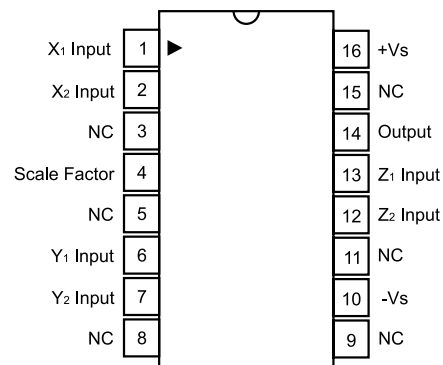 X₁ Input 1 16 +Vs
X₂ Input 2 15 NC
NC 3 14 Output
Scale Factor 4 13 Z₁ Input
NC 5 12 Z₂ Input
Y₁ Input 6 11 NC
Y₂ Input 7 10 -Vs
NC 8 9 NC